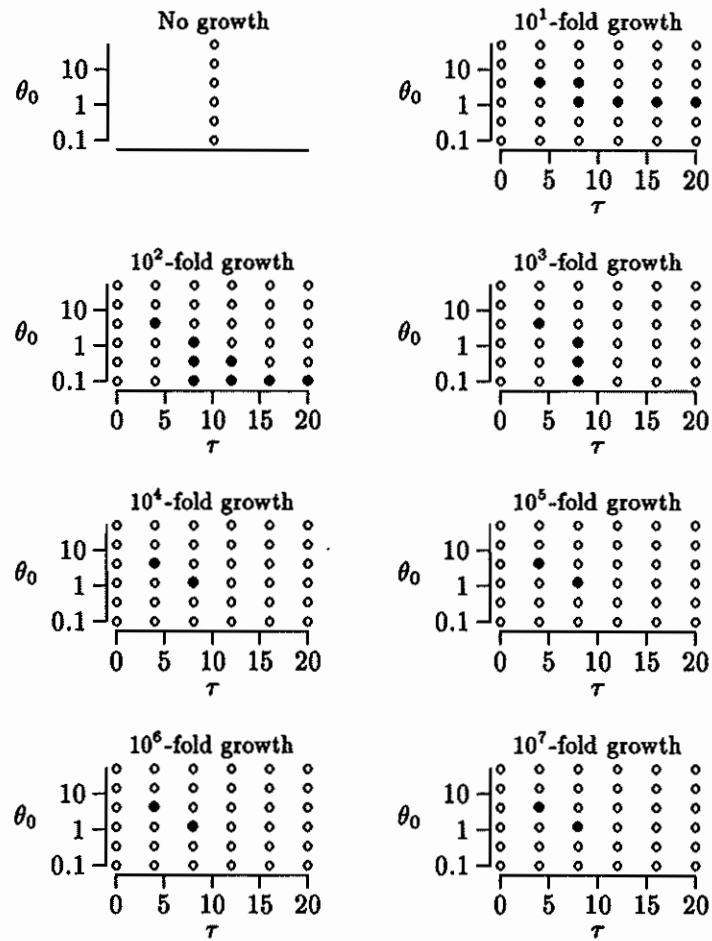 No growth
10
θ₀ 1
0.1
10¹-fold growth
10
θ₀ 1
0.1
0 5 10 15 20
τ
10²-fold growth
10
θ₀ 1
0.1
0 5 10 15 20
τ
10³-fold growth
10
θ₀ 1
0.1
0 5 10 15 20
τ
10⁴-fold growth
10
θ₀ 1
0.1
0 5 10 15 20
τ
10⁵-fold growth
10
θ₀ 1
0.1
0 5 10 15 20
τ
10⁶-fold growth
10
θ₀ 1
0.1
0 5 10 15 20
τ
10⁷-fold growth
10
θ₀ 1
0.1
0 5 10 15 20
τ